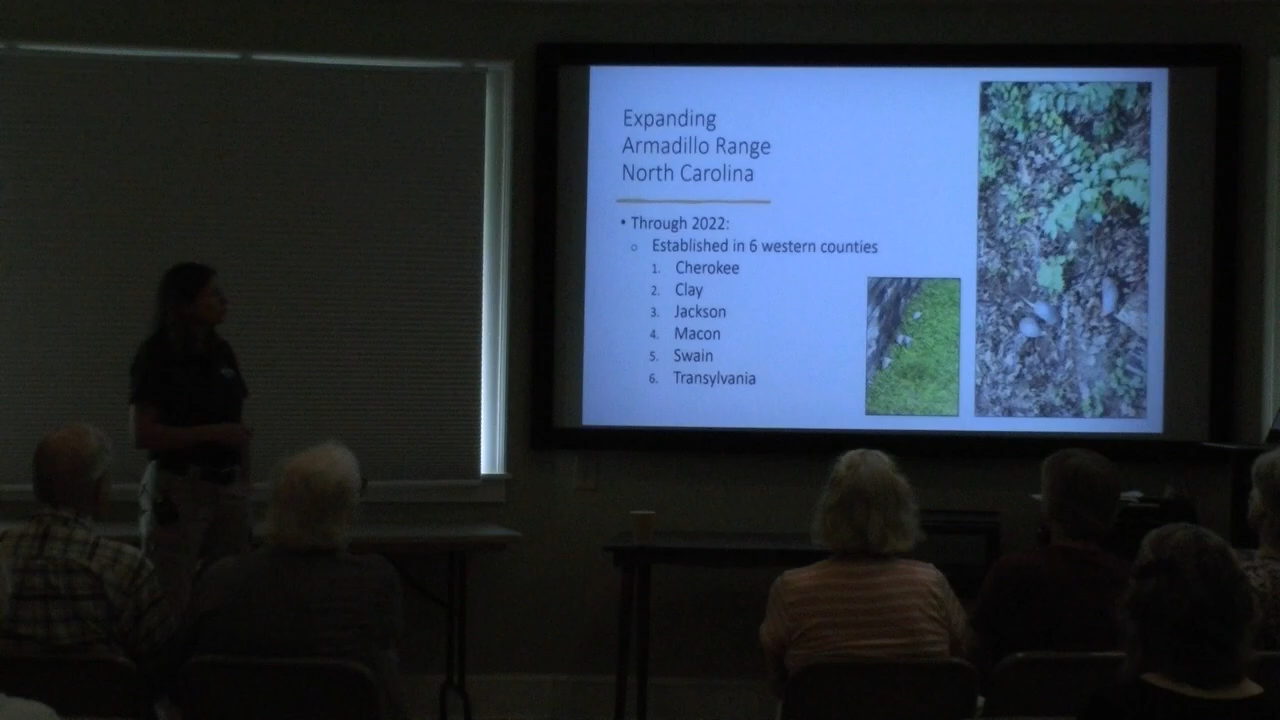 Expanding
Armadillo Range
North Carolina
• Through 2022:
o Established in 6 western counties
1. Cherokee
2. Clay
3. Jackson
4. Macon
5. Swain
6. Transylvania